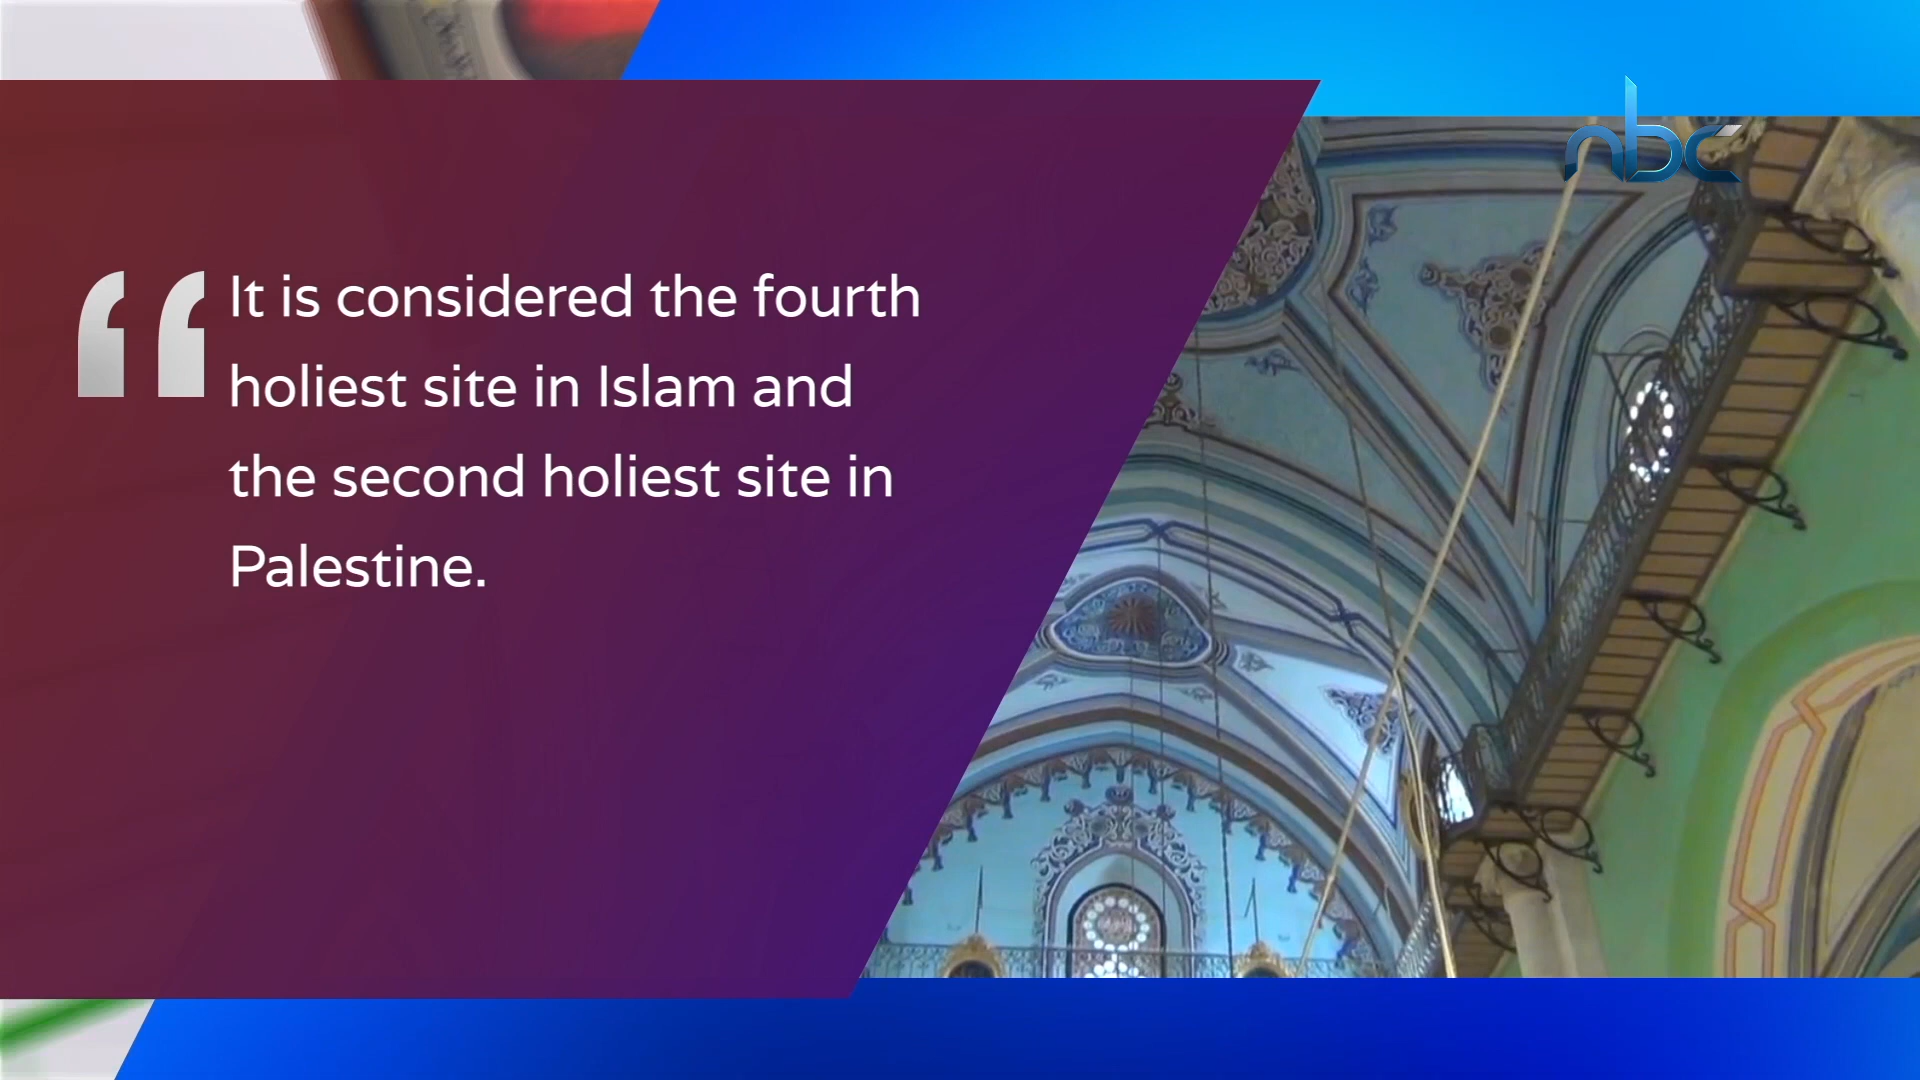 nbc
“It is considered the fourth
holiest site in Islam and
the second holiest site in
Palestine.